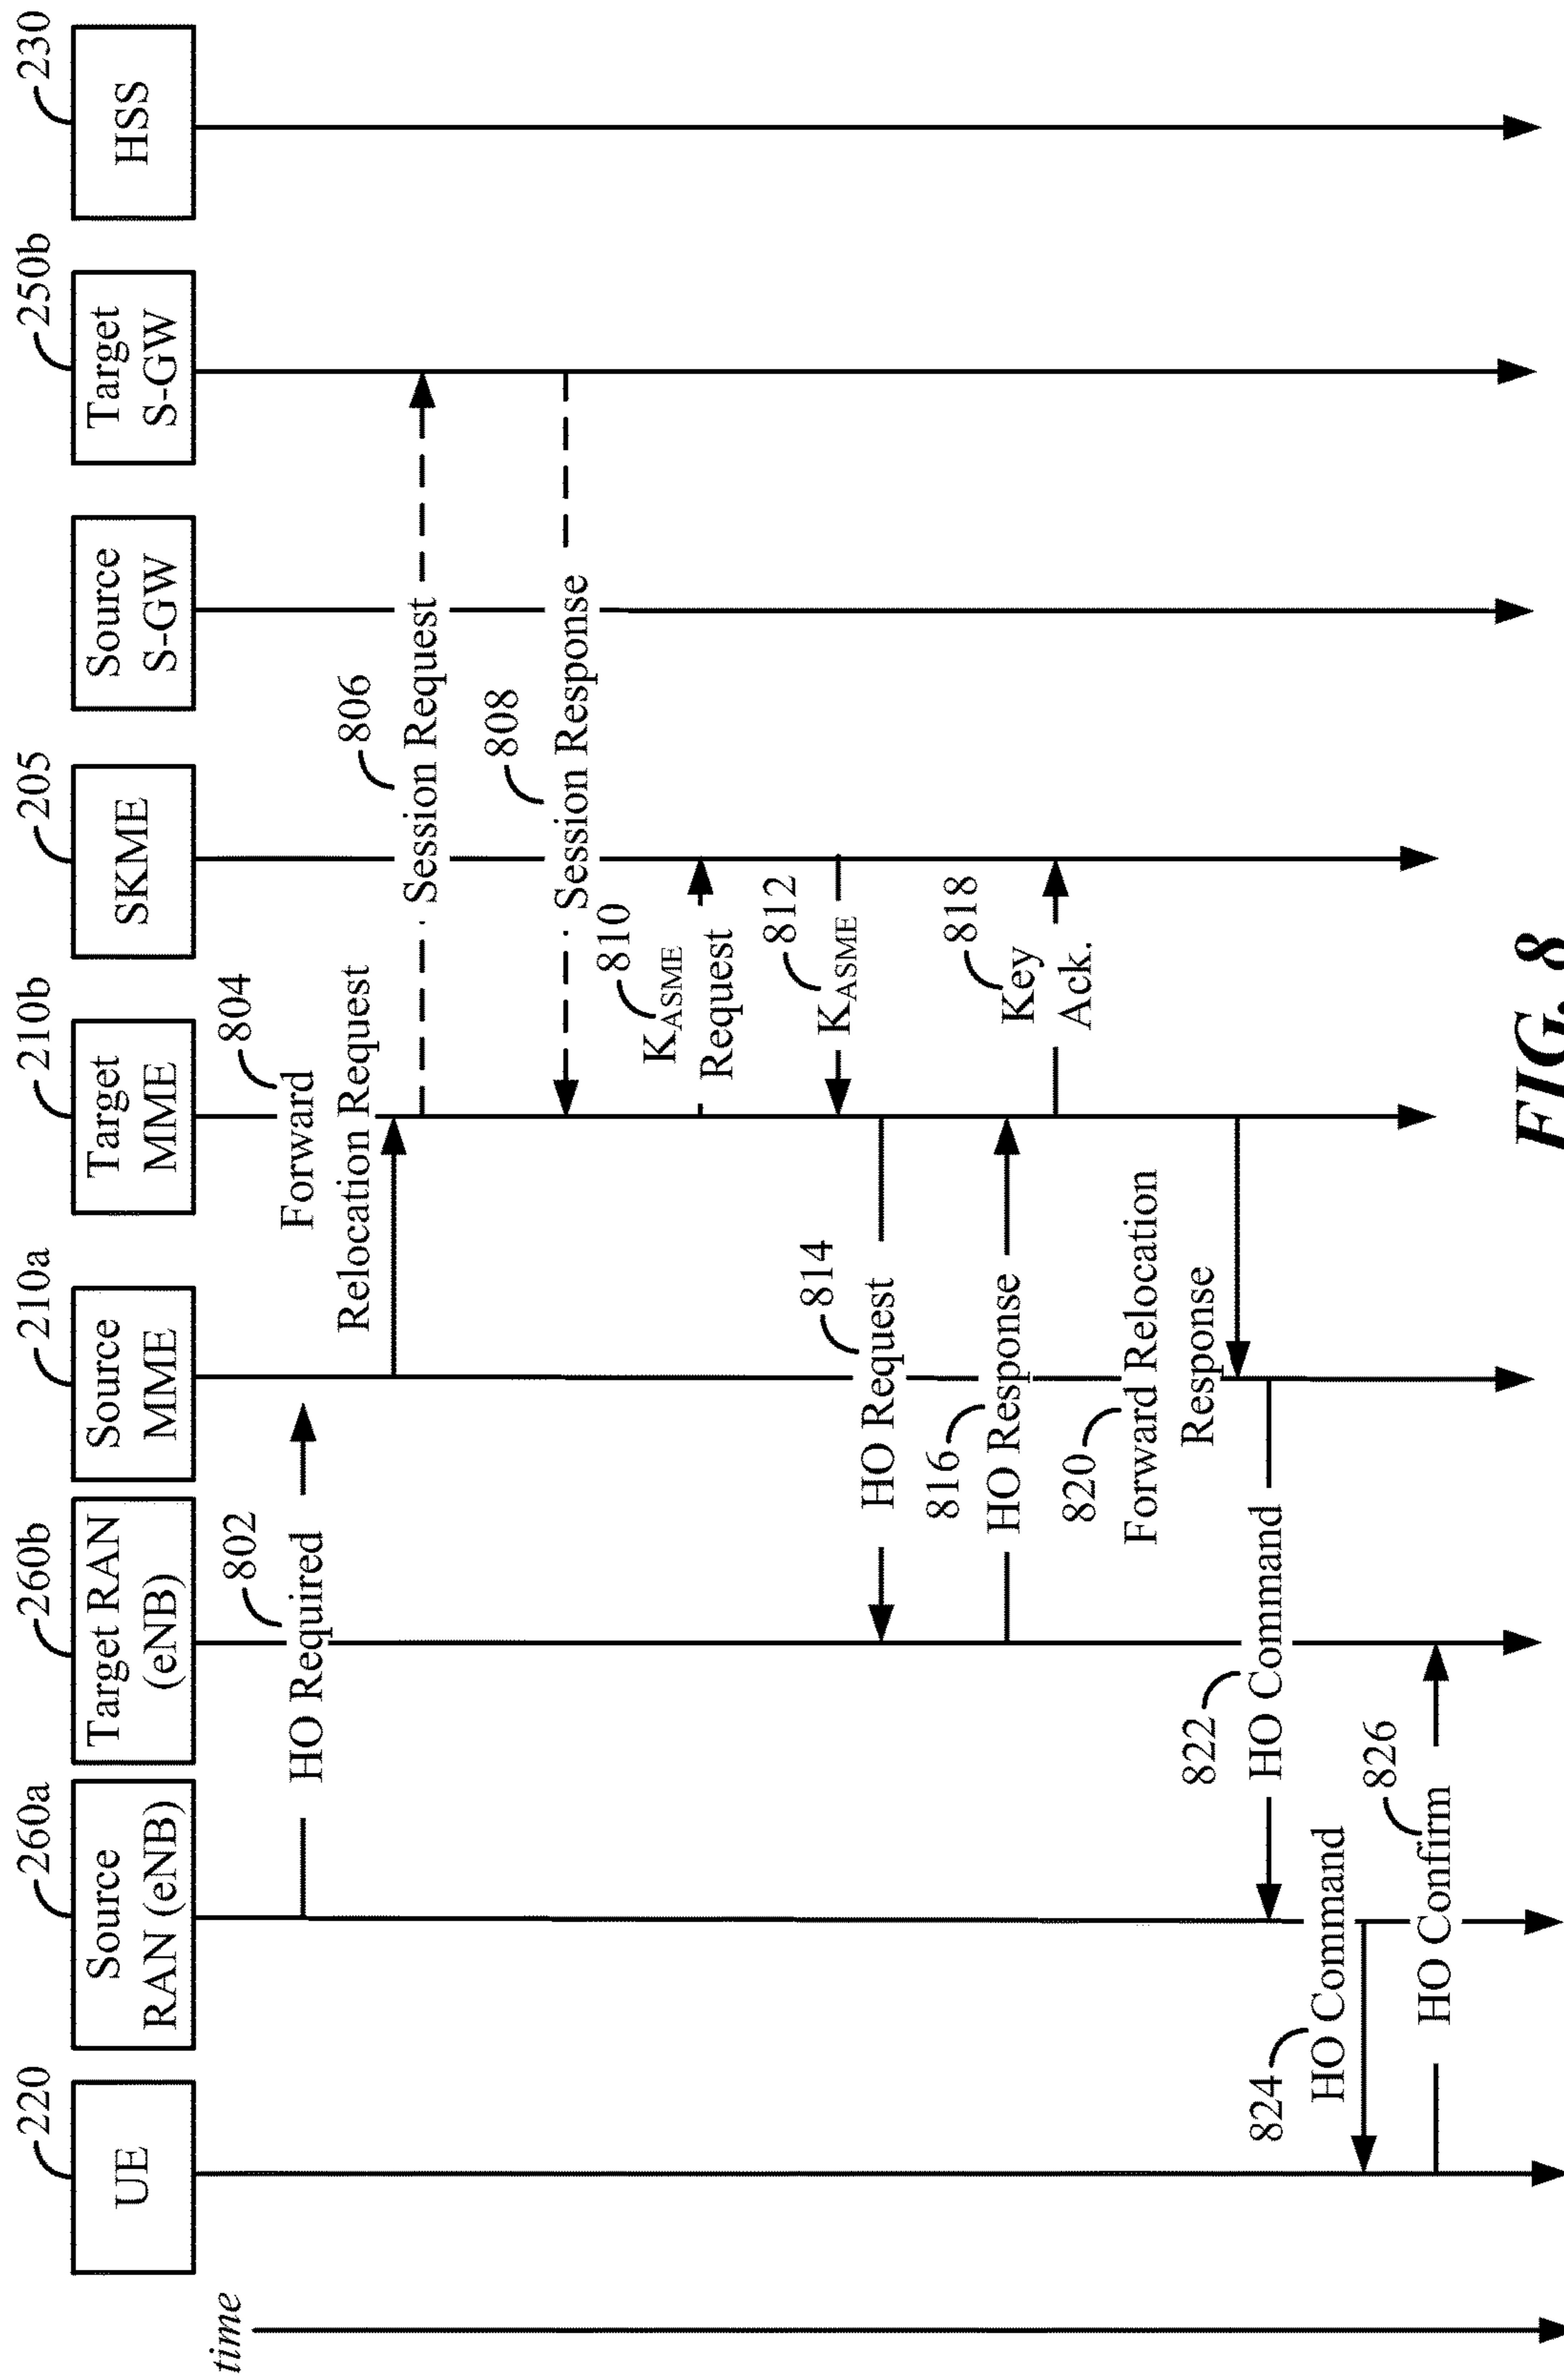 time
220
260a
260b
210a
210b
205
250b
230
UE
Source
RAN (eNB)
Target RAN
(eNB)
Source
MME
Target
MME
SKME
Source
S-GW
Target
S-GW
HSS
802
HO Required
804
Forward
Relocation Request
806
Session Request
808
Session Response
810
KASME
Request
812
KASME
814
HO Request
816
HO Response
818
Key
Ack.
820
Forward Relocation
Response
822
HO Command
824
HO Command
826
HO Confirm
FIG. 8